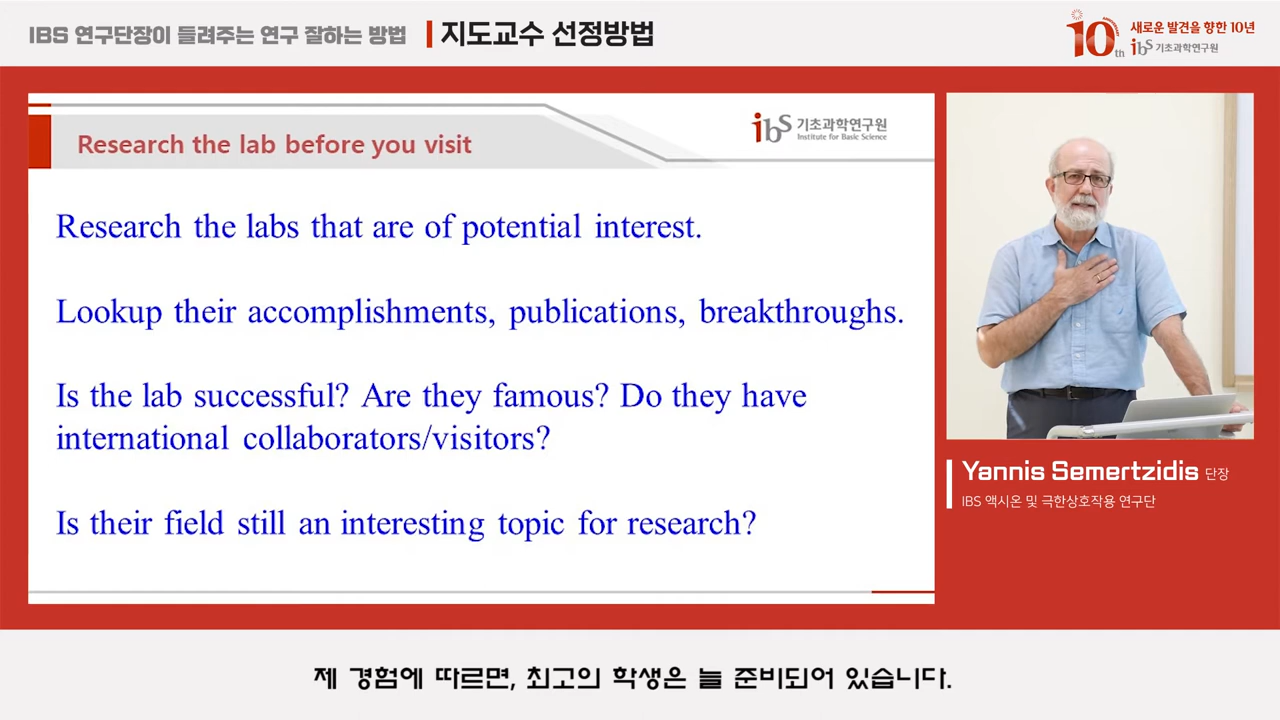 IBS 연구단장이 들려주는 연구 잘하는 방법 지도교수 선정방법
10th
새로운 발견을 향한 10년
ibS 기초과학연구원
Research the lab before you visit
ibS 기초과학연구원
Institute for Basic Science
Research the labs that are of potential interest.
Lookup their accomplishments, publications, breakthroughs.
Is the lab successful? Are they famous? Do they have
international collaborators/visitors?
Is their field still an interesting topic for research?
Yannis Semertzidis 단장
IBS 액시온 및 극한상호작용 연구단
제 경험에 따르면, 최고의 학생은 늘 준비되어 있습니다.